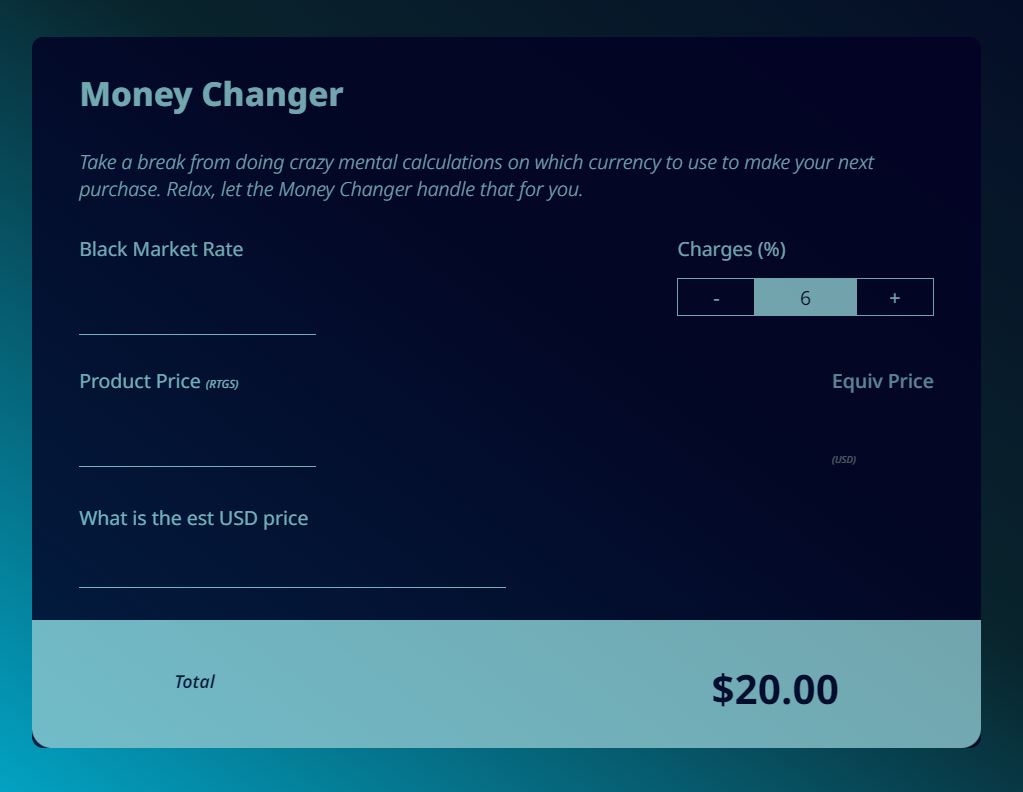 Money Changer
Take a break from doing crazy mental calculations on which currency to use to make your next
purchase. Relax, let the Money Changer handle that for you.
Black Market Rate
Charges (%)
- 6 +
Product Price (RTGS)
Equiv Price
(USD)
What is the est USD price
Total
$20.00